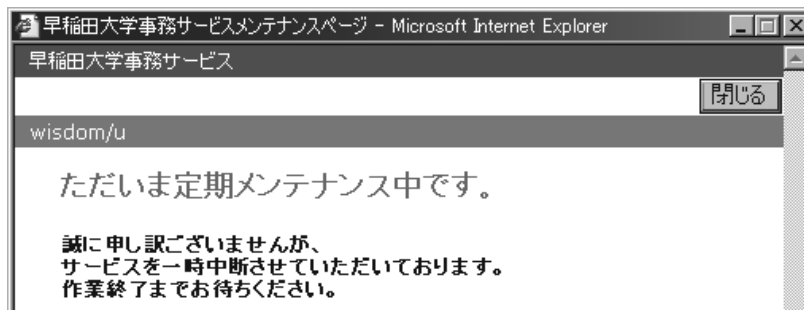 早稲田大学事務サービスメンテナンスページ - Microsoft Internet Explorer
早稲田大学事務サービス
閉じる
wisdom/u
ただいま定期メンテナンス中です。
誠に申し訳ございませんが、
サービスを一時中断させていただいております。
作業終了までお待ちください。